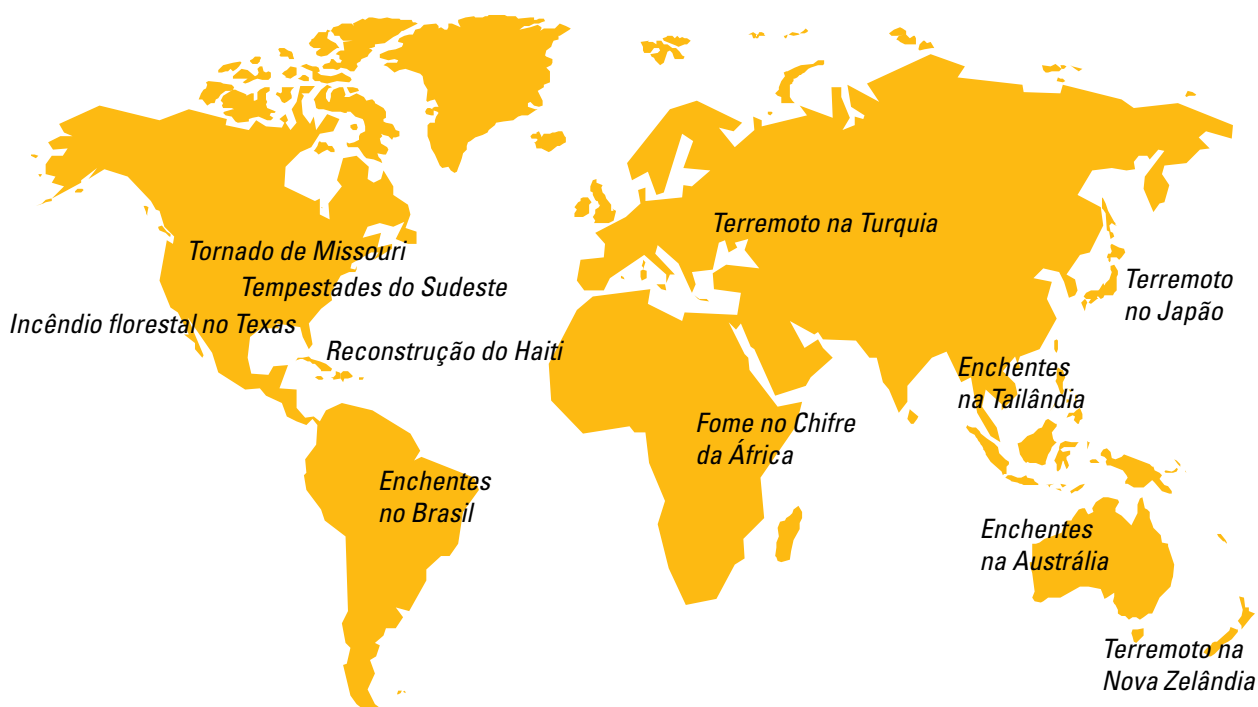 Terremoto na Turquia
Tornado de Missouri
Tempestades do Sudeste
Terremoto
no Japão
Incêndio florestal no Texas
Reconstrução do Haiti
Enchentes
na Tailândia
Fome no Chifre
da África
Enchentes
no Brasil
Enchentes
na Austrália
Terremoto na
Nova Zelândia